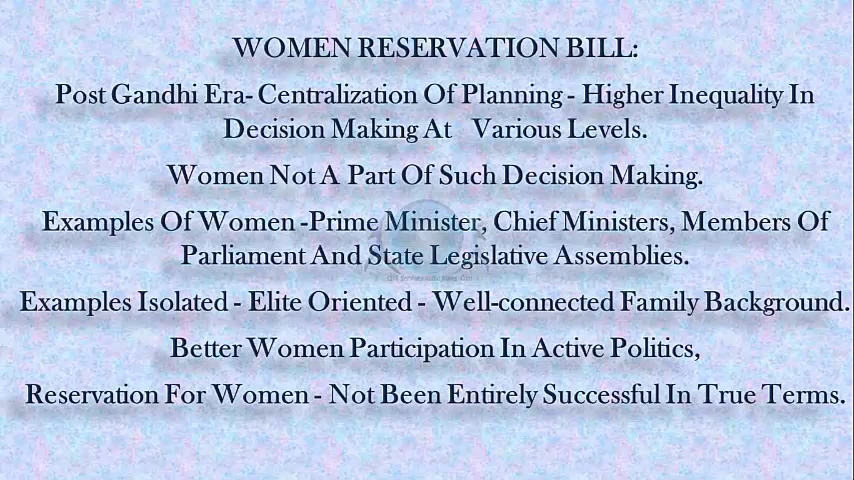 WOMEN RESERVATION BILL:
Post Gandhi Era- Centralization Of Planning - Higher Inequality In
Decision Making At Various Levels.
Women Not A Part Of Such Decision Making.
Examples Of Women -Prime Minister, Chief Ministers, Members Of
Parliament And State Legislative Assemblies.
Examples Isolated - Elite Oriented - Well-connected Family Background.
Better Women Participation In Active Politics,
Reservation For Women - Not Been Entirely Successful In True Terms.